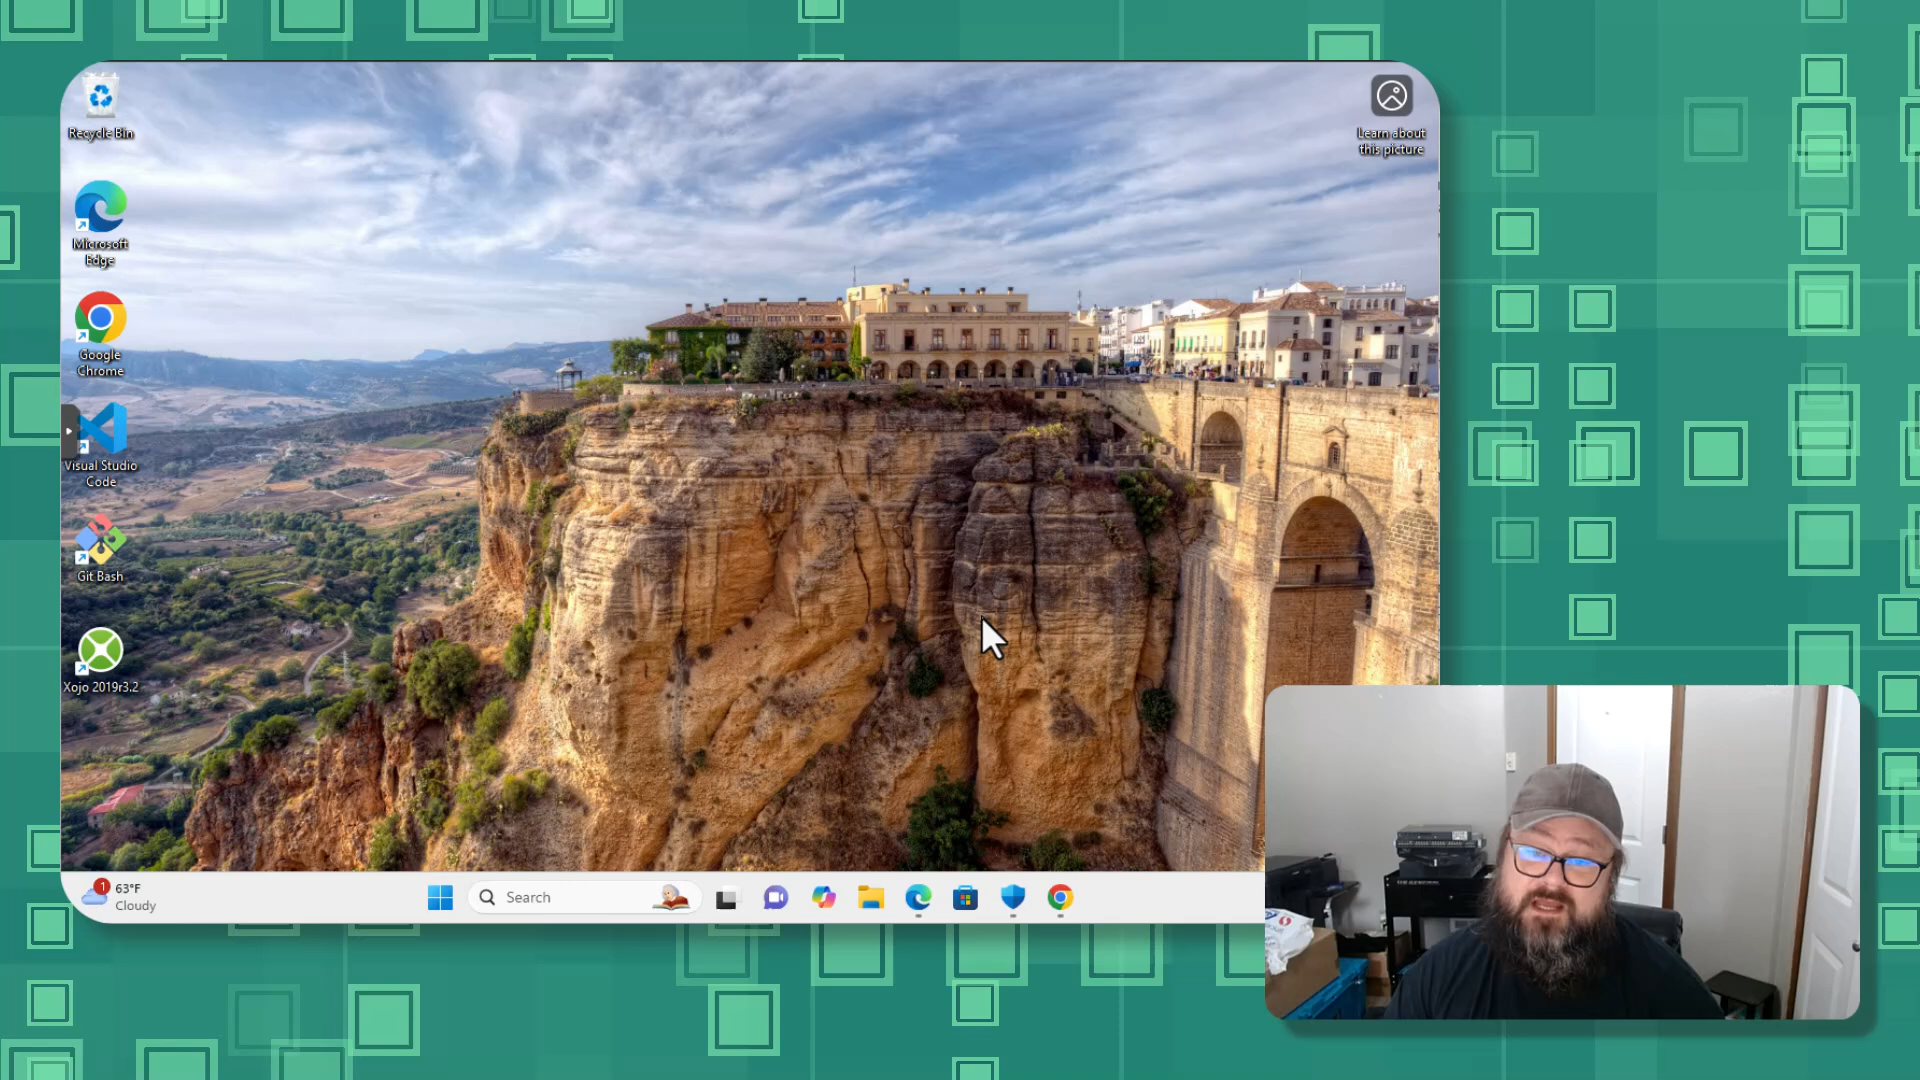 Recycle Bin
Learn about
this picture
Microsoft
Edge
Google
Chrome
Visual Studio
Code
Git Bash
Xojo 2019r3.2
1
63°F
Cloudy
Search